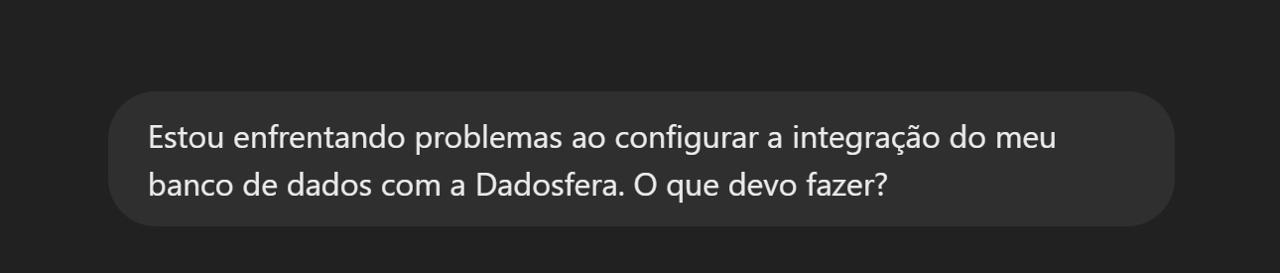 Estou enfrentando problemas ao configurar a integração do meu
banco de dados com a Dadosfera. O que devo fazer?